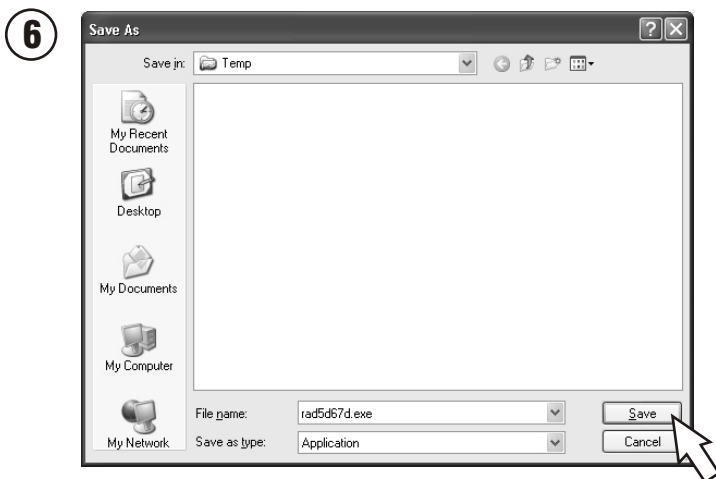 6
Save As
Save in:
Temp
My Recent
Documents
Desktop
My Documents
My Computer
My Network
File name:
rad5d67d.exe
Save
Save as type:
Application
Cancel